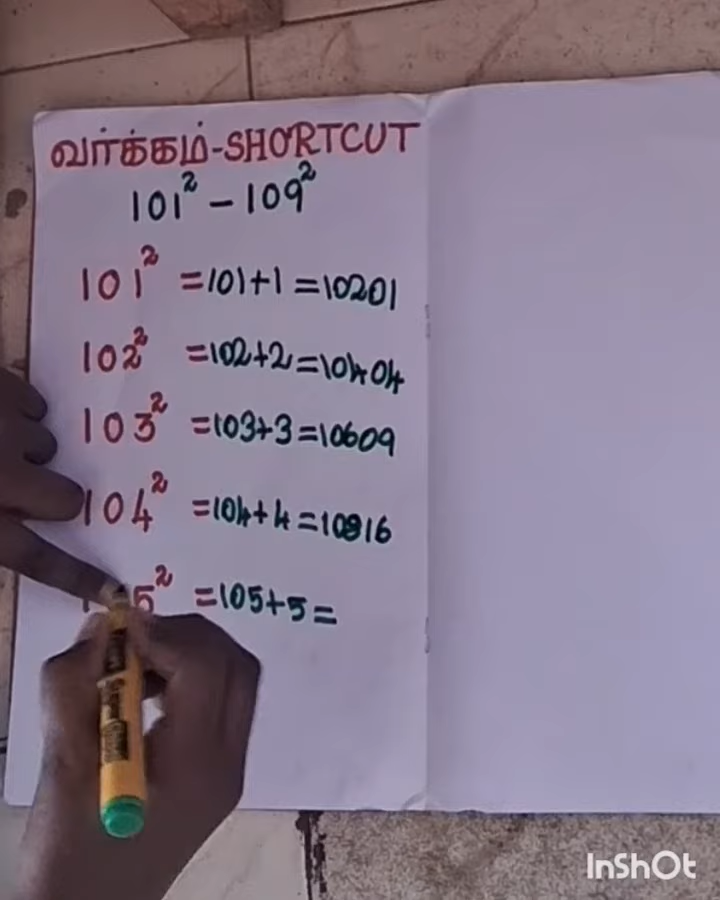 வர்க்கம்-SHORTCUT
101² - 109²
101² = 101+1 = 10201
102² = 102+2 = 10404
103² = 103+3 = 10609
104² = 104+4 = 10816
5² = 105+5 =
InShOt